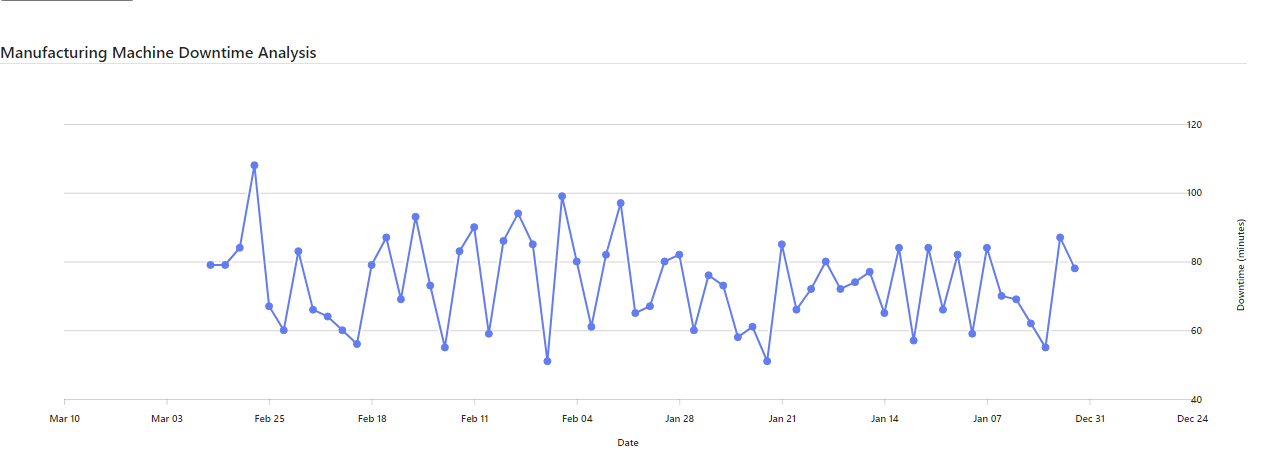 Manufacturing Machine Downtime Analysis
120
100
80
60
40
Downtime (minutes)
Mar 10 Mar 03 Feb 25 Feb 18 Feb 11 Feb 04 Jan 28 Jan 21 Jan 14 Jan 07 Dec 31 Dec 24
Date